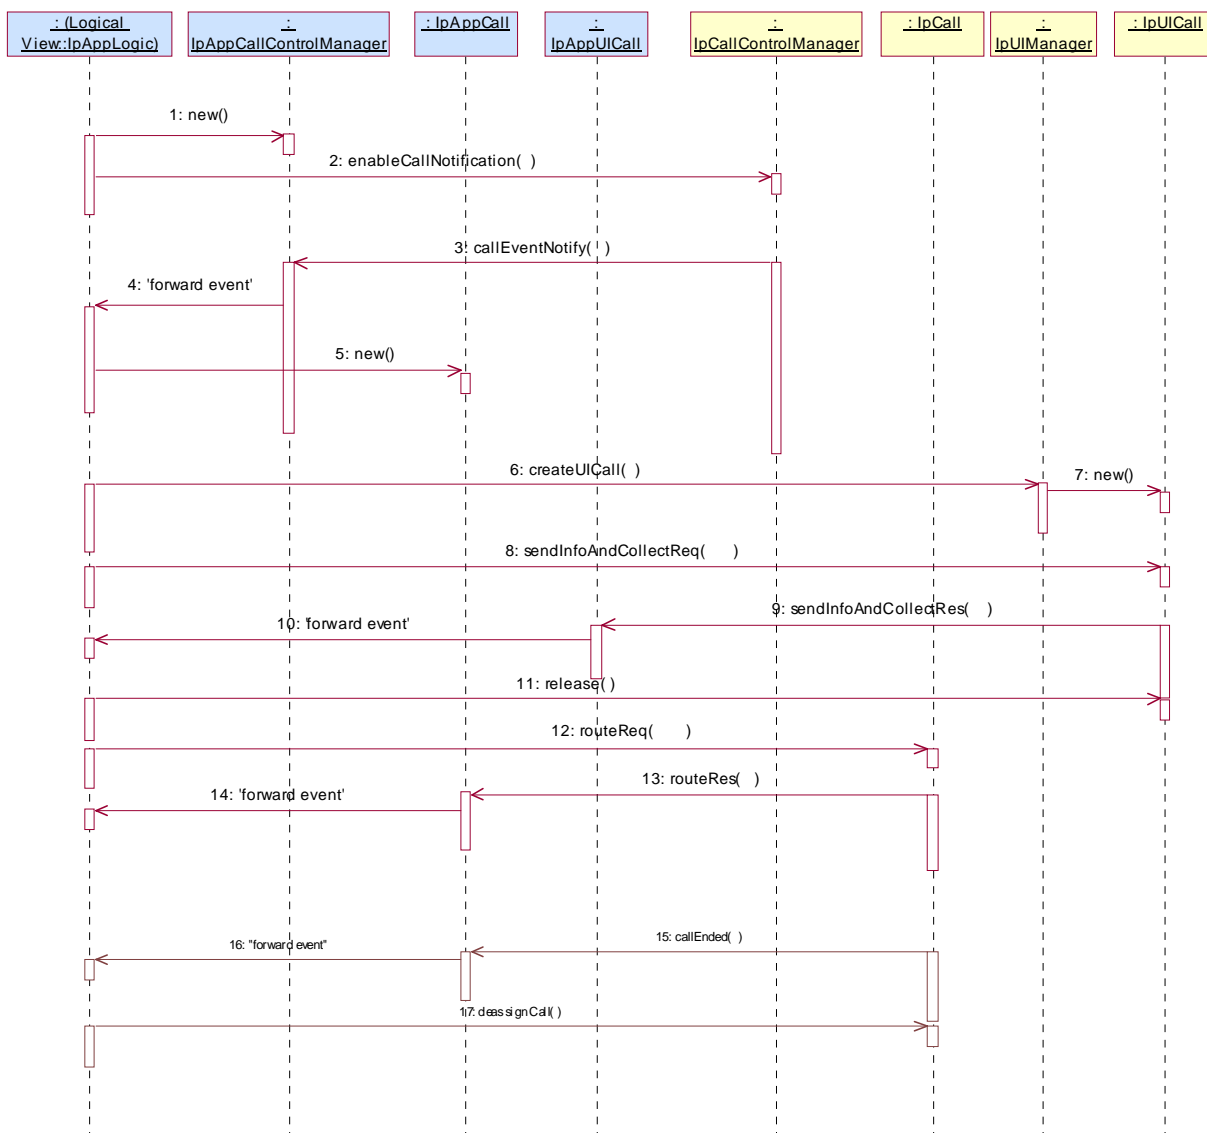 : (Logical
View::IpAppLogic)
:
IpAppCallControlManager
: IpAppCall
:
IpAppUICall
:
IpCallControlManager
: IpCall
:
IpUIManager
: IpUICall
1: new()
2: enableCallNotification( )
3: callEventNotify( )
4: 'forward event'
5: new()
6: createUICall( )
7: new()
8: sendInfoAndCollectReq( )
9: sendInfoAndCollectRes( )
10: 'forward event'
11: release( )
12: routeReq( )
13: routeRes( )
14: 'forward event'
15: callEnded( )
16: "forward event"
17: deassignCall( )